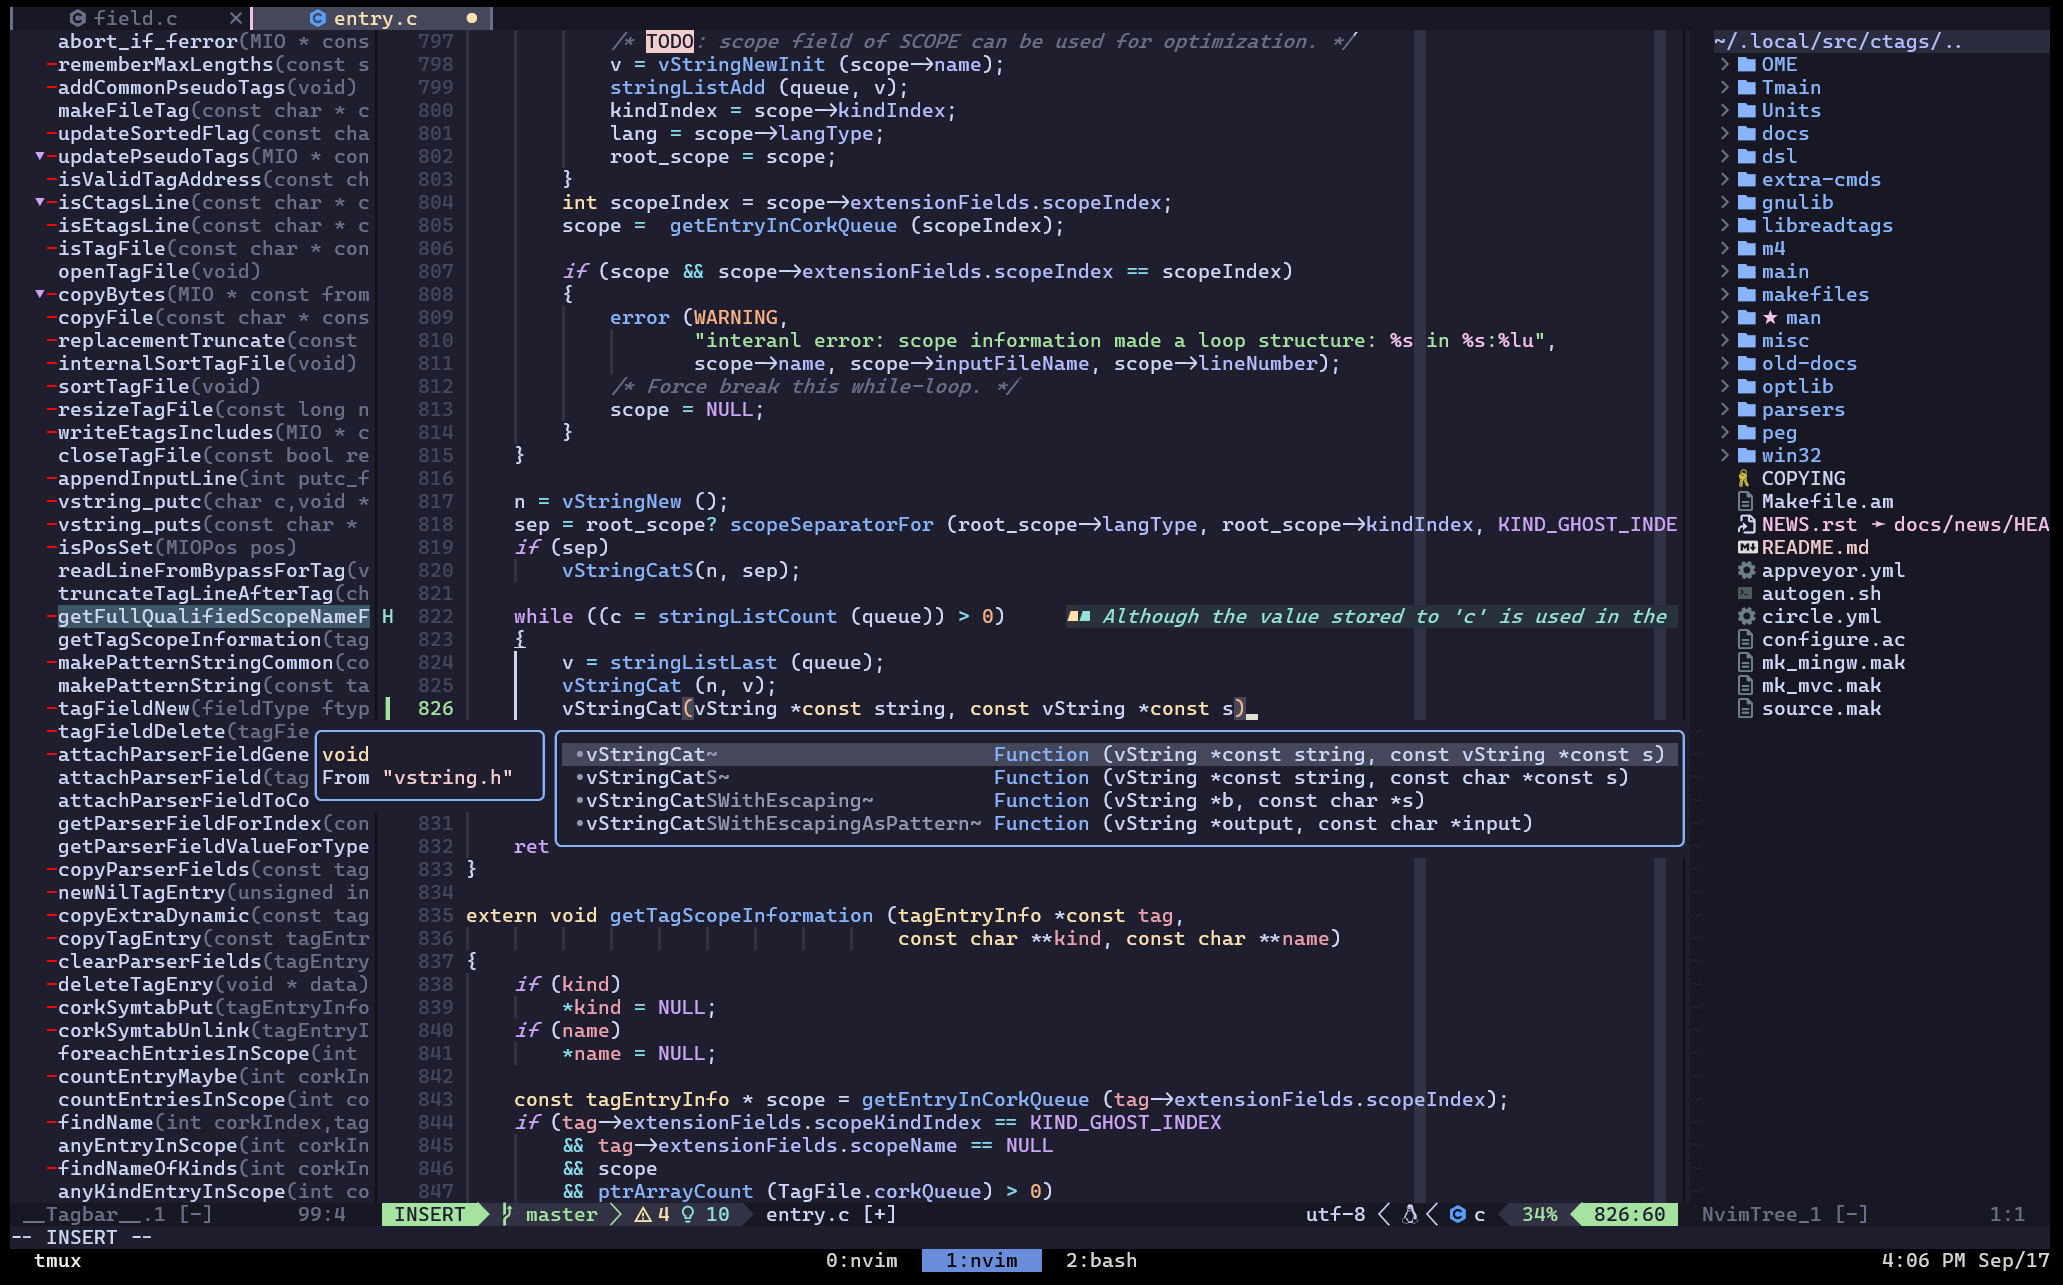 field.c ×
entry.c ●
abort_if_ferror(MIO * cons
-rememberMaxLengths(const s
-addCommonPseudoTags(void)
makeFileTag(const char * c
-updateSortedFlag(const cha
▼-updatePseudoTags(MIO * con
-isValidTagAddress(const ch
▼-isCtagsLine(const char * c
-isEtagsLine(const char * c
-isTagFile(const char * con
openTagFile(void)
▼-copyBytes(MIO * const from
-copyFile(const char * cons
-replacementTruncate(const
-internalSortTagFile(void)
-sortTagFile(void)
-resizeTagFile(const long n
-writeEtagsIncludes(MIO * c
closeTagFile(const bool re
-appendInputLine(int putc_f
-vstring_putc(char c,void *
-vstring_puts(const char *
-isPosSet(MIOPos pos)
readLineFromBypassForTag(v
truncateTagLineAfterTag(ch
-getFullQualifiedScopeNameF
getTagScopeInformation(tag
-makePatternStringCommon(co
makePatternString(const ta
-tagFieldNew(fieldType ftyp
-tagFieldDelete(tagFie
-attachParserFieldGene
attachParserField(tag
attachParserFieldToCo
getParserFieldForIndex(con
getParserFieldValueForType
-copyParserFields(const tag
-newNilTagEntry(unsigned in
-copyExtraDynamic(const tag
-copyTagEntry(const tagEntr
-clearParserFields(tagEntry
-deleteTagEnry(void * data)
-corkSymtabPut(tagEntryInfo
-corkSymtabUnlink(tagEntryI
foreachEntriesInScope(int
-countEntryMaybe(int corkIn
countEntriesInScope(int co
-findName(int corkIndex,tag
anyEntryInScope(int corkIn
-findNameOfKinds(int corkIn
anyKindEntryInScope(int co
797 /* TODO: scope field of SCOPE can be used for optimization. */
798 v = vStringNewInit (scope->name);
799 stringListAdd (queue, v);
800 kindIndex = scope->kindIndex;
801 lang = scope->langType;
802 root_scope = scope;
803 }
804 int scopeIndex = scope->extensionFields.scopeIndex;
805 scope =  getEntryInCorkQueue (scopeIndex);
806
807 if (scope && scope->extensionFields.scopeIndex == scopeIndex)
808 {
809 error (WARNING,
810 "interanl error: scope information made a loop structure: %s in %s:%lu",
811 scope->name, scope->inputFileName, scope->lineNumber);
812 /* Force break this while-loop. */
813 scope = NULL;
814 }
815 }
816
817 n = vStringNew ();
818 sep = root_scope? scopeSeparatorFor (root_scope->langType, root_scope->kindIndex, KIND_GHOST_INDE
819 if (sep)
820 vStringCatS(n, sep);
821
H 822 while ((c = stringListCount (queue)) > 0) Although the value stored to 'c' is used in the
823 {
824 v = stringListLast (queue);
825 vStringCat (n, v);
826 vStringCat(vString *const string, const vString *const s)_
void
From "vstring.h"
•vStringCat~ Function (vString *const string, const vString *const s)
•vStringCatS~ Function (vString *const string, const char *const s)
•vStringCatSWithEscaping~ Function (vString *b, const char *s)
•vStringCatSWithEscapingAsPattern~ Function (vString *output, const char *input)
831
832 ret
833 }
834
835 extern void getTagScopeInformation (tagEntryInfo *const tag,
836 const char **kind, const char **name)
837 {
838 if (kind)
839 *kind = NULL;
840 if (name)
841 *name = NULL;
842
843 const tagEntryInfo * scope = getEntryInCorkQueue (tag->extensionFields.scopeIndex);
844 if (tag->extensionFields.scopeKindIndex == KIND_GHOST_INDEX
845 && tag->extensionFields.scopeName == NULL
846 && scope
847 && ptrArrayCount (TagFile.corkQueue) > 0)
~/.local/src/ctags/..
OME
Tmain
Units
docs
dsl
extra-cmds
gnulib
libreadtags
m4
main
makefiles
★ man
misc
old-docs
optlib
parsers
peg
win32
COPYING
Makefile.am
NEWS.rst ➛ docs/news/HEA
README.md
appveyor.yml
autogen.sh
circle.yml
configure.ac
mk_mingw.mak
mk_mvc.mak
source.mak
__Tagbar__.1 [-] 99:4
INSERT master 4 10 entry.c [+] utf-8 c 34% 826:60
NvimTree_1 [-] 1:1
-- INSERT --
tmux 0:nvim 1:nvim 2:bash 4:06 PM Sep/17